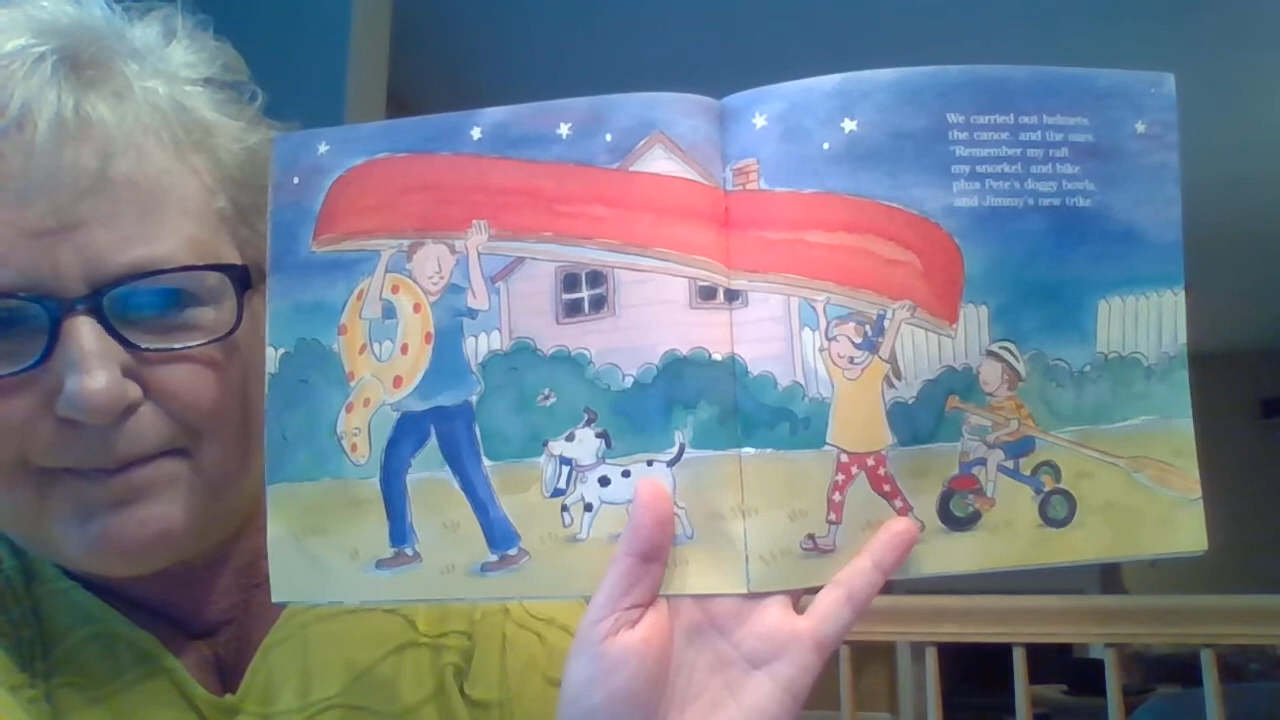 We carried out helmets,
the canoe, and the oars.
"Remember my raft,
my snorkel, and bike,
plus Pete's doggy bowls,
and Jimmy's new trike."